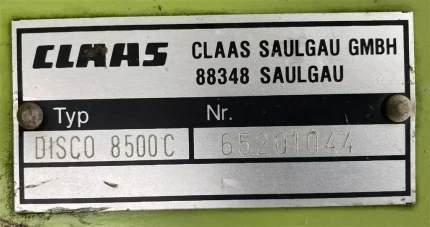 CLAAS
CLAAS SAULGAU GMBH
88348 SAULGAU
Typ Nr.
DISCO 8500C 65201044